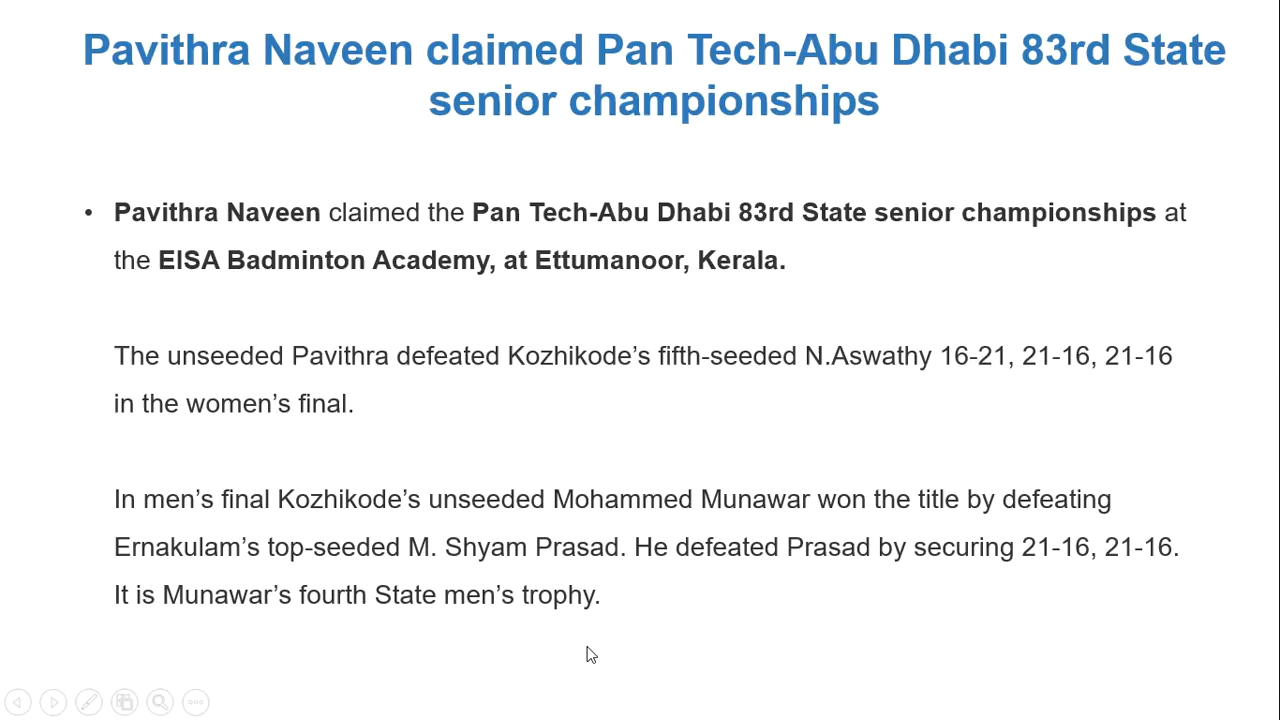 Pavithra Naveen claimed Pan Tech-Abu Dhabi 83rd State
senior championships
• Pavithra Naveen claimed the Pan Tech-Abu Dhabi 83rd State senior championships at
the EISA Badminton Academy, at Ettumanoor, Kerala.
The unseeded Pavithra defeated Kozhikode’s fifth-seeded N.Aswathy 16-21, 21-16, 21-16
in the women’s final.
In men’s final Kozhikode’s unseeded Mohammed Munawar won the title by defeating
Ernakulam’s top-seeded M. Shyam Prasad. He defeated Prasad by securing 21-16, 21-16.
It is Munawar’s fourth State men’s trophy.